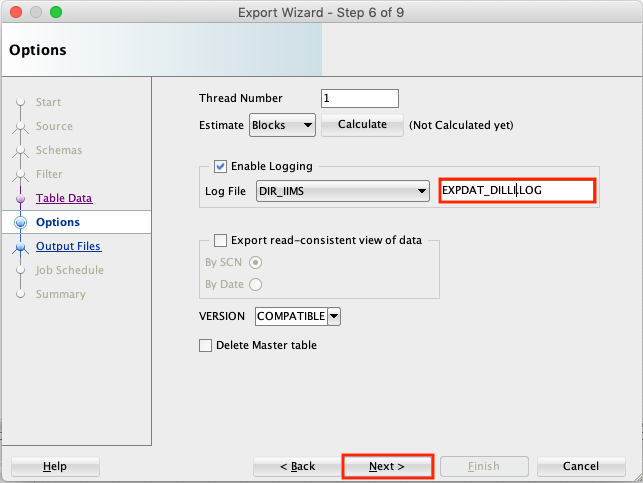 Export Wizard - Step 6 of 9
Options
Start
Source
Schemas
Filter
Table Data
Options
Output Files
Job Schedule
Summary
Thread Number 1
Estimate Blocks Calculate (Not Calculated yet)
Enable Logging
Log File DIR_IIMS EXPDAT_DILLI.LOG
Export read-consistent view of data
By SCN
By Date
VERSION COMPATIBLE
Delete Master table
Help < Back Next > Finish Cancel